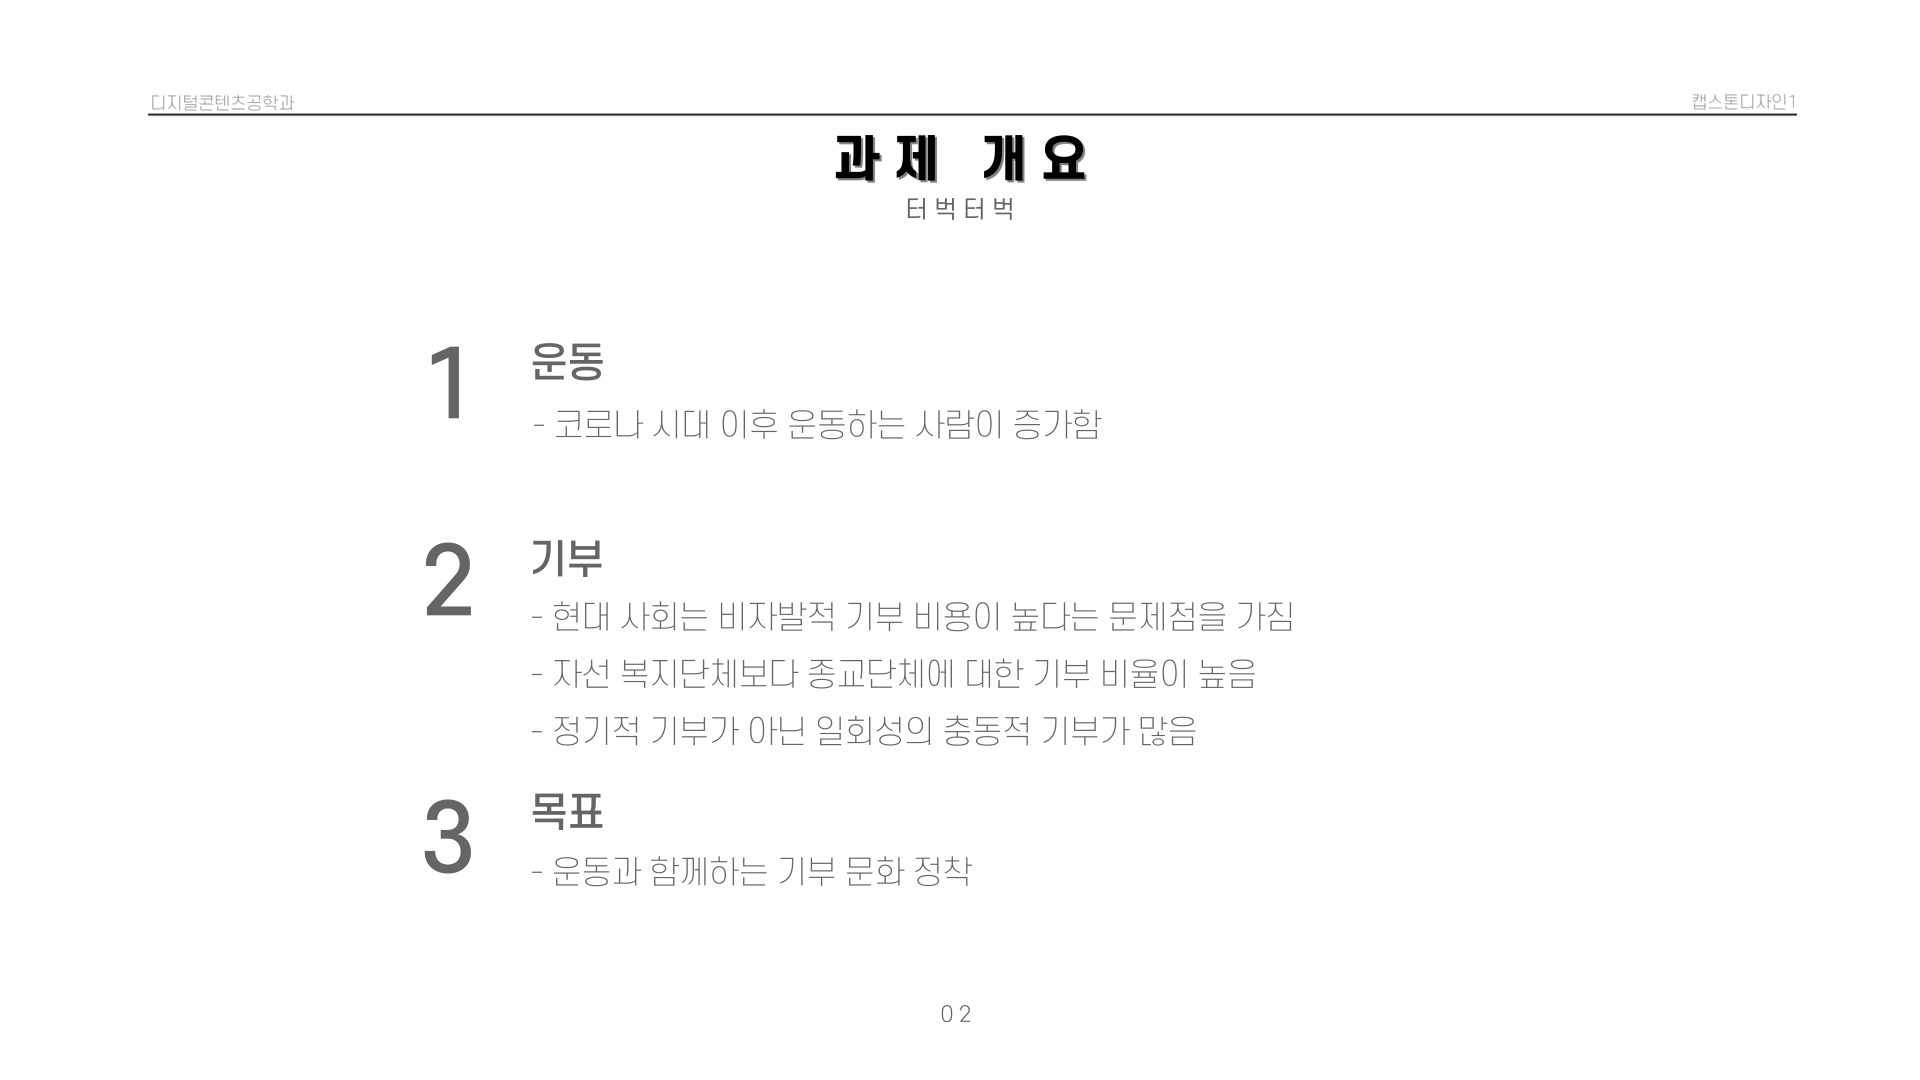 디지털콘텐츠공학과
캡스톤디자인1
과제 개요
터벅터벅
1
운동
- 코로나 시대 이후 운동하는 사람이 증가함
2
기부
- 현대 사회는 비자발적 기부 비용이 높다는 문제점을 가짐
- 자선 복지단체보다 종교단체에 대한 기부 비율이 높음
- 정기적 기부가 아닌 일회성의 충동적 기부가 많음
3
목표
- 운동과 함께하는 기부 문화 정착
02